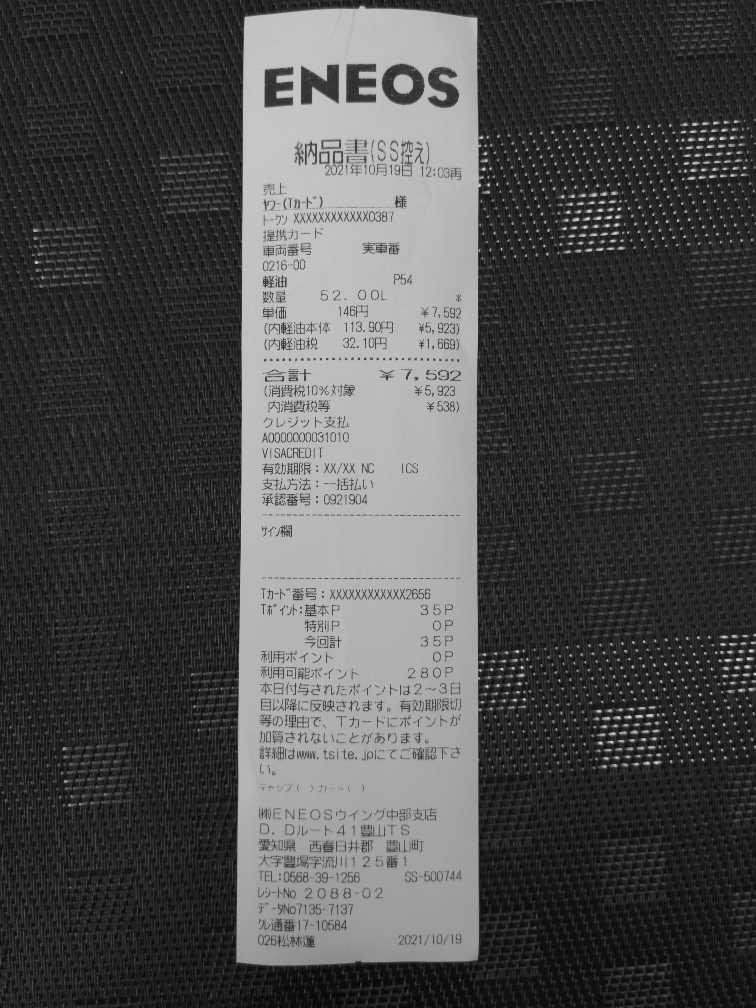 ENEOS
納品書(SS控え)
2021年10月19日 12:03再
売上
ヤフー(Tカード) 様
トークン XXXXXXXXXXXX0387
提携カード
車両番号 実車番
0216-00
軽油 P54
数量 52.00L *
単価 146円 ¥7,592
(内軽油本体 113.90円 ¥5,923)
(内軽油税 32.10円 ¥1,669)
合計 ¥7,592
(消費税10%対象 ¥5,923
内消費税等 ¥538)
クレジット支払
A0000000031010
VISACREDIT
有効期限:XX/XX NC ICS
支払方法:一括払い
承認番号:0921904
サイン欄
Tカード番号:XXXXXXXXXXXX2656
Tポイント:基本P 35P
特別P 0P
今回計 35P
利用ポイント 0P
利用可能ポイント 280P
本日付与されたポイントは2~3日
目以降に反映されます。有効期限切
等の理由で、Tカードにポイントが
加算されないことがあります。
詳細はwww.tsite.jpにてご確認下さ
い。
チャップ( )カード( )
㈱ENEOSウイング中部支店
D.Dルート41豊山TS
愛知県 西春日井郡 豊山町
大字豊場字流川125番1
TEL:0568-39-1256 SS-500744
レシートNo 2088-02
データNo7135-7137
クレ通番17-10584
026松林蓮 2021/10/19